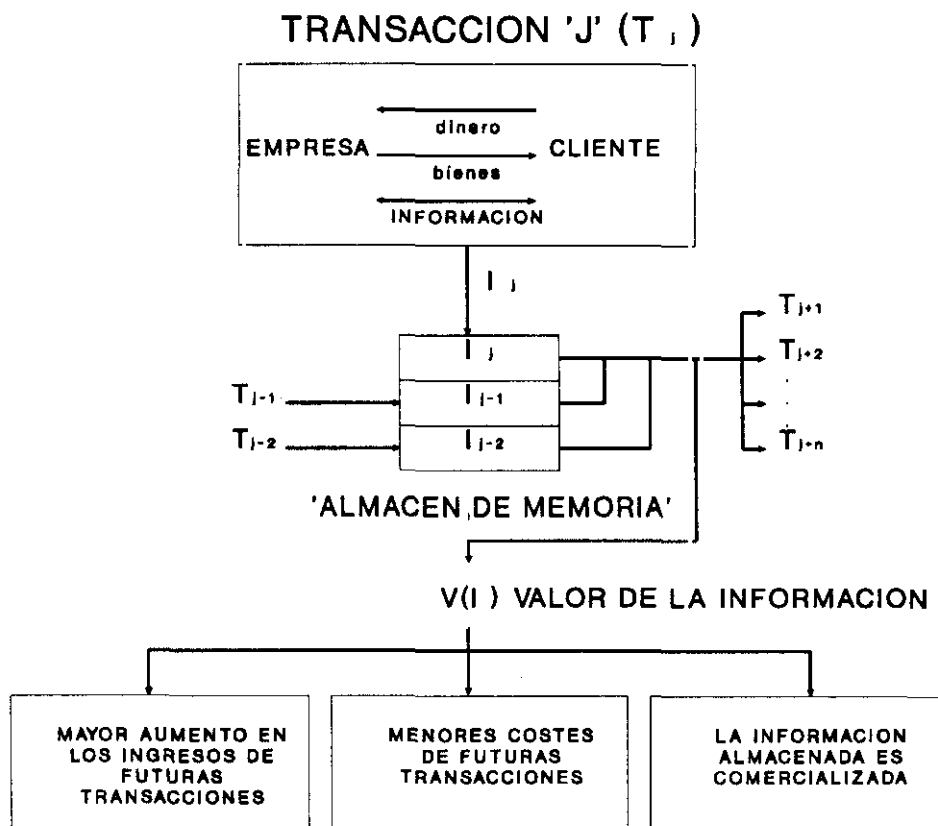 TRANSACCION 'J' (T j)
dinero
EMPRESA
CLIENTE
bienes
INFORMACION
I j
I j
T j-1
I j-1
T j-2
I j-2
T j+1
T j+2
T j+n
'ALMACEN DE MEMORIA'
V(I ) VALOR DE LA INFORMACION
MAYOR AUMENTO EN
LOS INGRESOS DE
FUTURAS
TRANSACCIONES
MENORES COSTES
DE FUTURAS
TRANSACCIONES
LA INFORMACION
ALMACENADA ES
COMERCIALIZADA